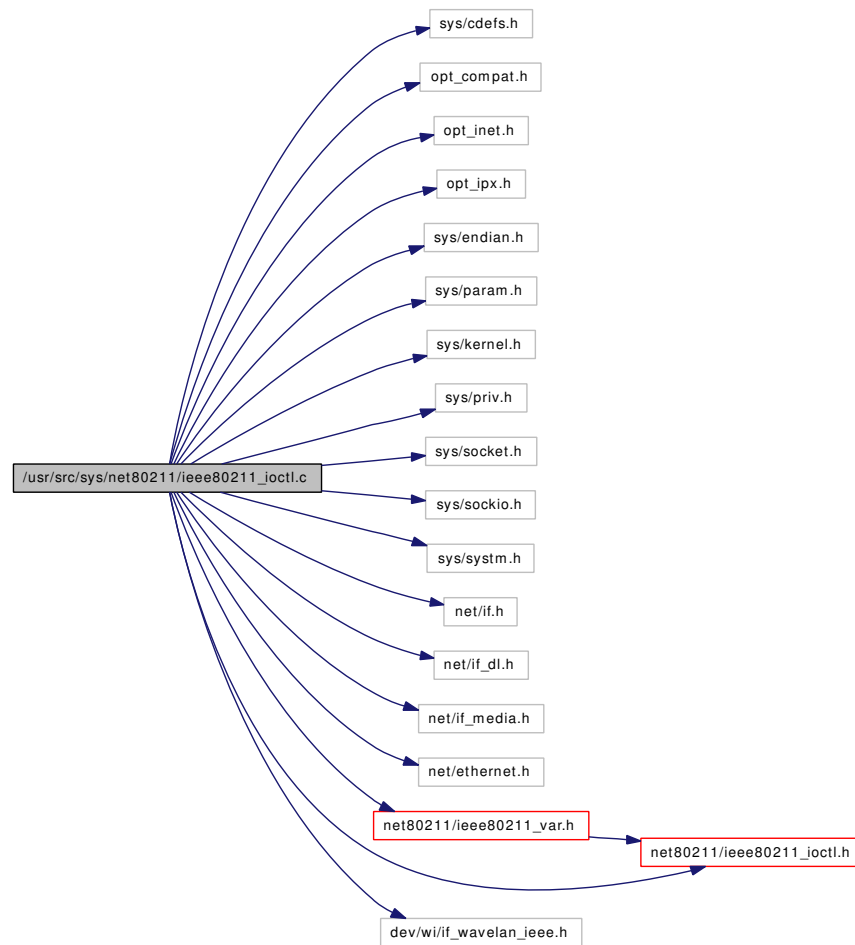 sys/cdefs.h
opt_compat.h
opt_inet.h
opt_ipx.h
sys/endian.h
sys/param.h
sys/kernel.h
sys/priv.h
sys/socket.h
/usr/src/sys/net80211/ieee80211_ioctl.c
sys/sockio.h
sys/systm.h
net/if.h
net/if_dl.h
net/if_media.h
net/ethernet.h
net80211/ieee80211_var.h
net80211/ieee80211_ioctl.h
dev/wi/if_wavelan_ieee.h